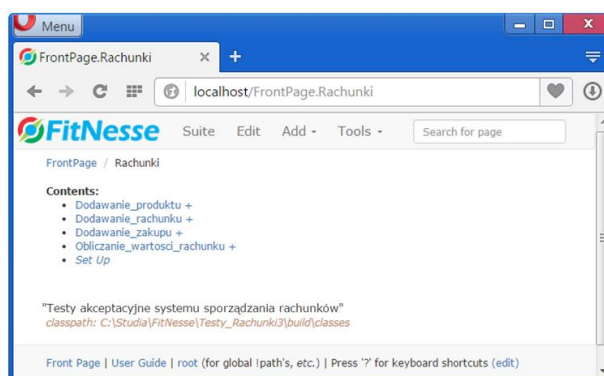 Menu
FrontPage.Rachunki
localhost/FrontPage.Rachunki
FitNesse Suite Edit Add Tools Search for page
FrontPage / Rachunki
Contents:
• Dodawanie_produktu +
• Dodawanie_rachunku +
• Dodawanie_zakupu +
• Obliczanie_wartosci_rachunku +
• Set Up
"Testy akceptacyjne systemu sporządzania rachunków"
classpath: C:\Studia\FitNesse\Testy_Rachunki3\build\classes
Front Page | User Guide | root (for global !path's, etc.) | Press '?' for keyboard shortcuts (edit)